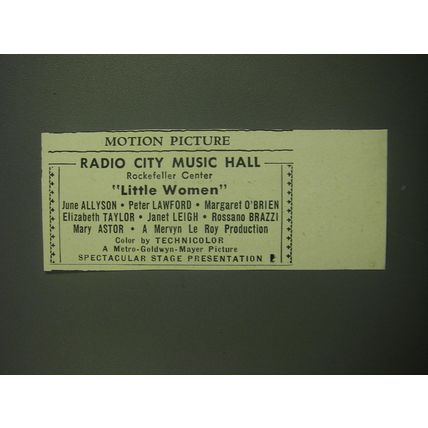 MOTION PICTURE
RADIO CITY MUSIC HALL
Rockefeller Center
"Little Women"
June ALLYSON • Peter LAWFORD • Margaret O'BRIEN
Elizabeth TAYLOR • Janet LEIGH • Rossano BRAZZI
Mary ASTOR • A Mervyn Le Roy Production
Color by TECHNICOLOR
A Metro-Goldwyn-Mayer Picture
SPECTACULAR STAGE PRESENTATION